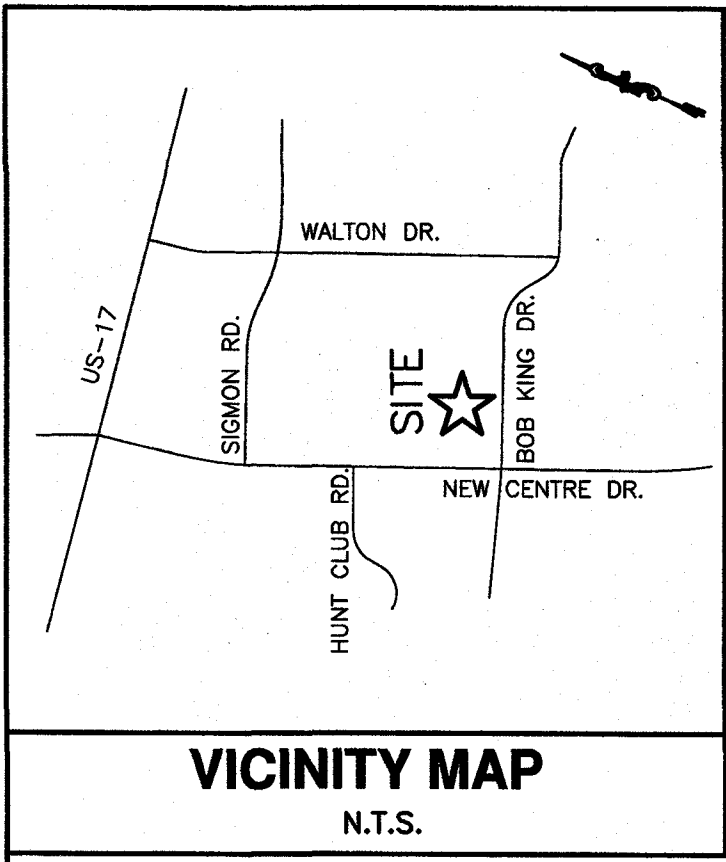 WALTON DR.
US-17
SIGMON RD.
SITE
BOB KING DR.
NEW CENTRE DR.
HUNT CLUB RD.
VICINITY MAP
N.T.S.